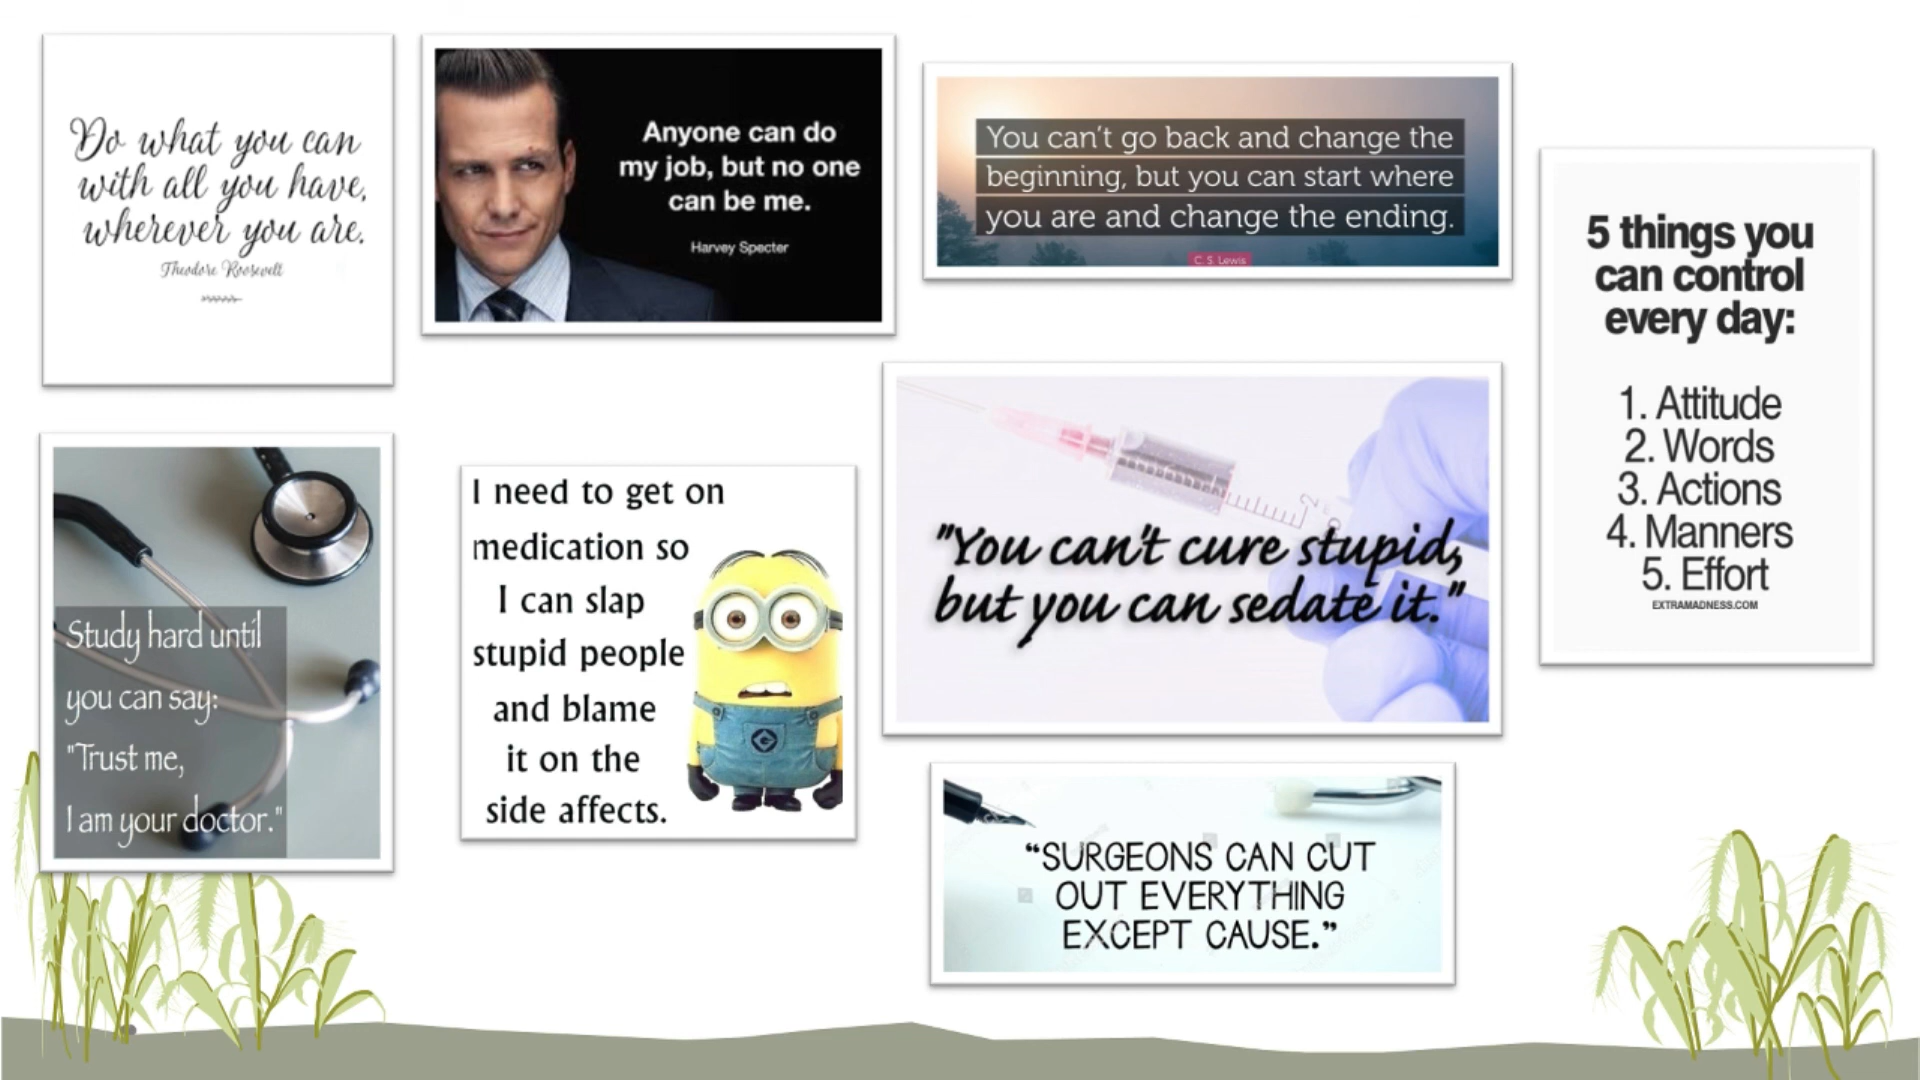 Do what you can
with all you have,
wherever you are.
Theodore Roosevelt
Anyone can do
my job, but no one
can be me.
Harvey Specter
You can't go back and change the
beginning, but you can start where
you are and change the ending.
C. S. Lewis
5 things you
can control
every day:
1. Attitude
2. Words
3. Actions
4. Manners
5. Effort
EXTRAMADNESS.COM
Study hard until
you can say:
"Trust me,
I am your doctor."
I need to get on
medication so
I can slap
stupid people
and blame
it on the
side affects.
2
"You can't cure stupid,
but you can sedate it."
“SURGEONS CAN CUT
OUT EVERYTHING
EXCEPT CAUSE.”